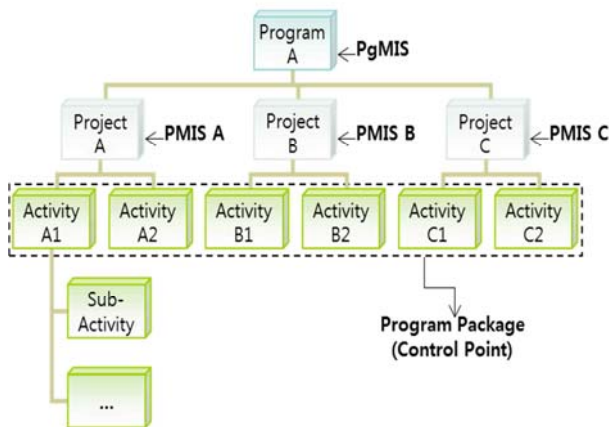 Program
A
PgMIS
Project
A
PMIS A
Project
B
PMIS B
Project
C
PMIS C
Activity
A1
Activity
A2
Activity
B1
Activity
B2
Activity
C1
Activity
C2
Sub-
Activity
...
Program Package
(Control Point)